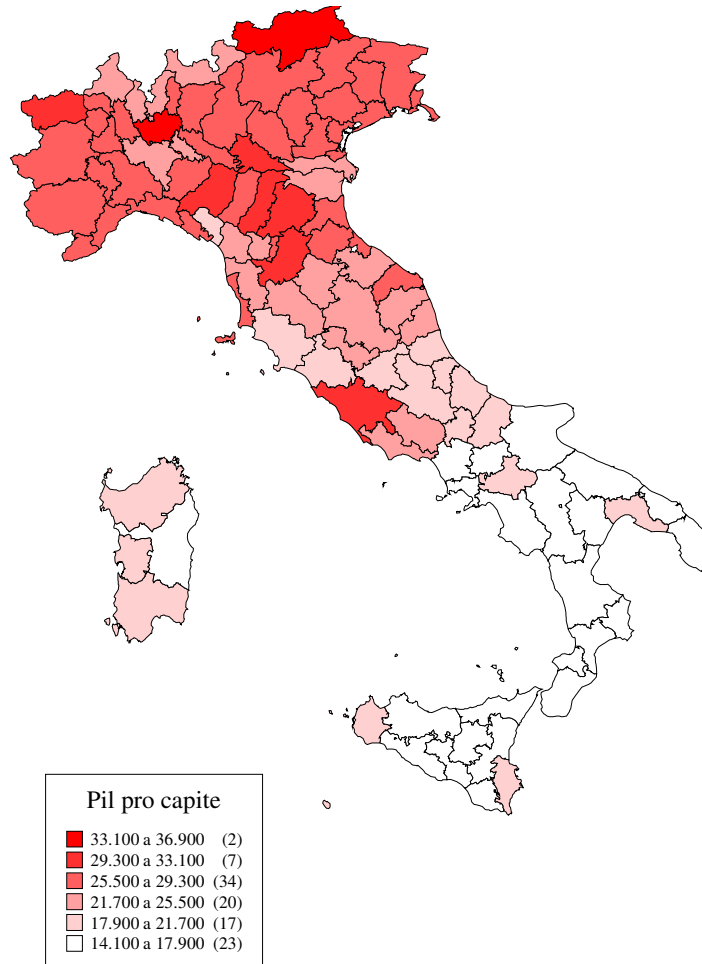 Pil pro capite
33.100 a 36.900 (2)
29.300 a 33.100 (7)
25.500 a 29.300 (34)
21.700 a 25.500 (20)
17.900 a 21.700 (17)
14.100 a 17.900 (23)